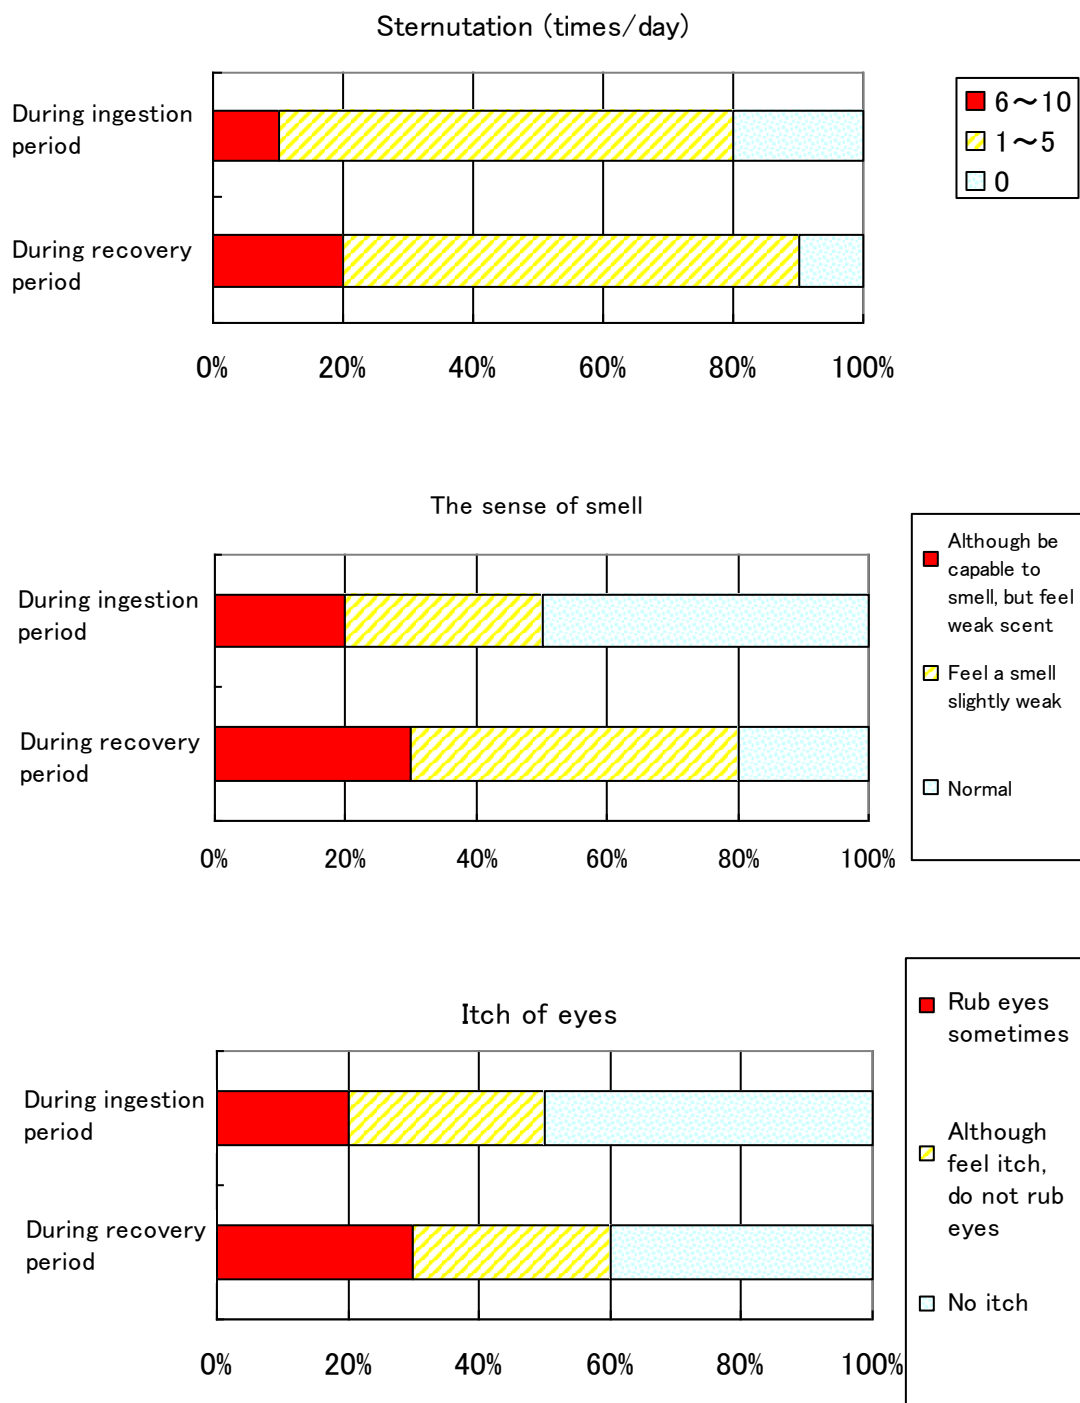 Sternutation (times/day)
During ingestion
period
During recovery
period
0% 20% 40% 60% 80% 100%
6～10
1～5
0
The sense of smell
During ingestion
period
During recovery
period
0% 20% 40% 60% 80% 100%
Although be
capable to
smell, but feel
weak scent
Feel a smell
slightly weak
Normal
Itch of eyes
During ingestion
period
During recovery
period
0% 20% 40% 60% 80% 100%
Rub eyes
sometimes
Although
feel itch,
do not rub
eyes
No itch